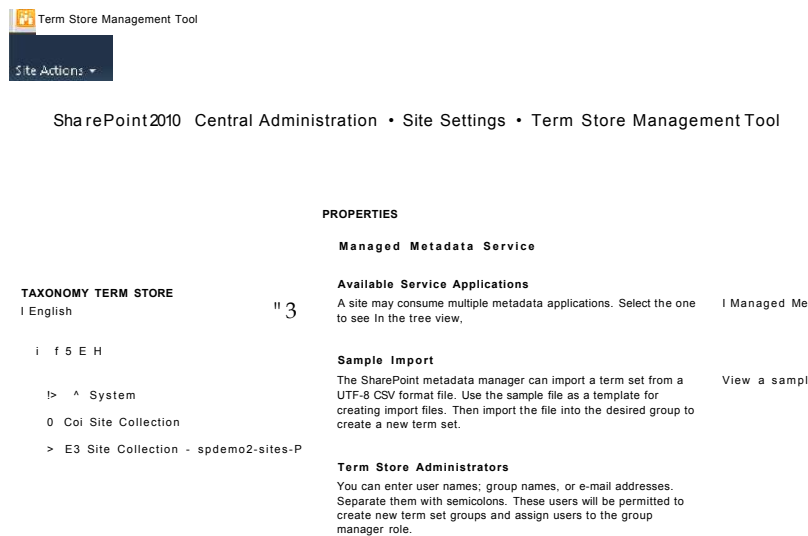 Term Store Management Tool
Site Actions
SharePoint 2010 Central Administration • Site Settings • Term Store Management Tool
PROPERTIES
Managed Metadata Service
TAXONOMY TERM STORE
I English "3
i f 5 E H
!> ^ System
0 Coi Site Collection
> E3 Site Collection - spdemo2-sites-P
Available Service Applications
A site may consume multiple metadata applications. Select the one
to see In the tree view,
I Managed Me
Sample Import
The SharePoint metadata manager can import a term set from a
UTF-8 CSV format file. Use the sample file as a template for
creating import files. Then import the file into the desired group to
create a new term set.
View a sampl
Term Store Administrators
You can enter user names; group names, or e-mail addresses.
Separate them with semicolons. These users will be permitted to
create new term set groups and assign users to the group
manager role.